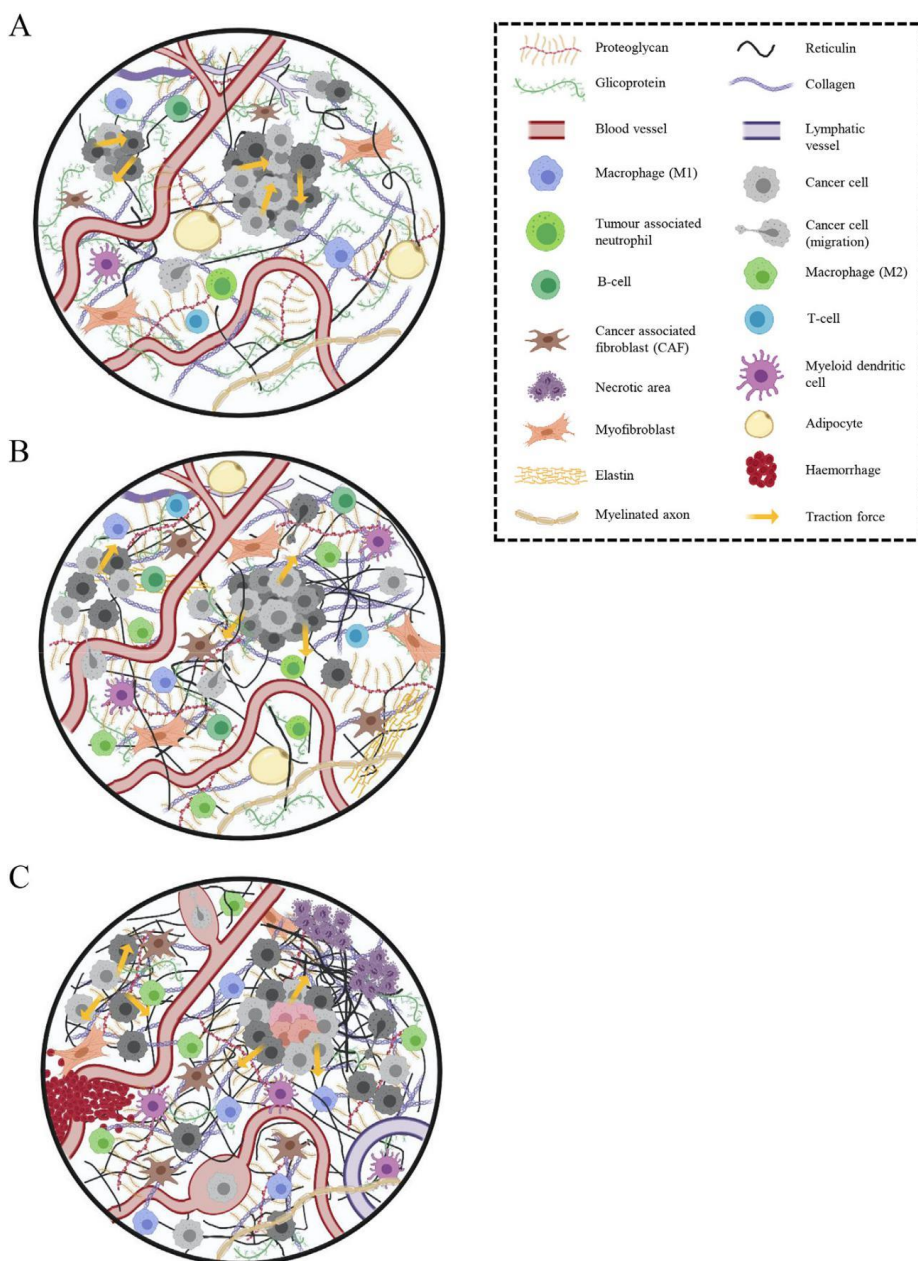 A
Proteoglycan
Reticulin
Glicoprotein
Collagen
Blood vessel
Lymphatic
vessel
Macrophage (M1)
Cancer cell
Tumour associated
neutrophil
Cancer cell
(migration)
B-cell
Macrophage (M2)
Cancer associated
fibroblast (CAF)
T-cell
Necrotic area
Myeloid dendritic
cell
Myofibroblast
Adipocyte
Elastin
Haemorrhage
Myelinated axon
Traction force
B
C